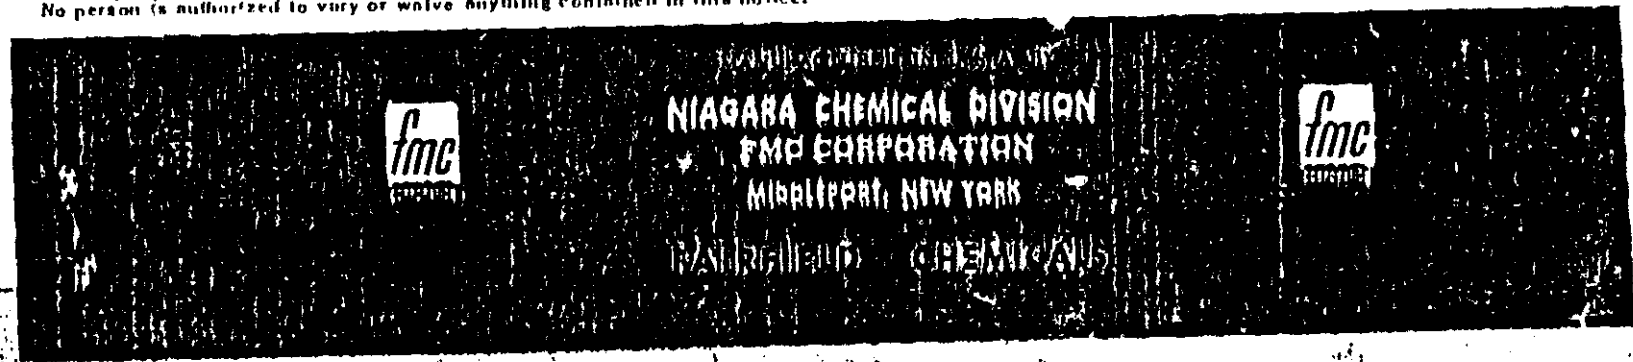 No person is authorized to vary or waive anything contained in this notice.
NIAGARA CHEMICAL DIVISION
FMC CORPORATION
MIDDLEPORT, NEW YORK
FAIRFIELD CHEMICALS
fmc
fmc